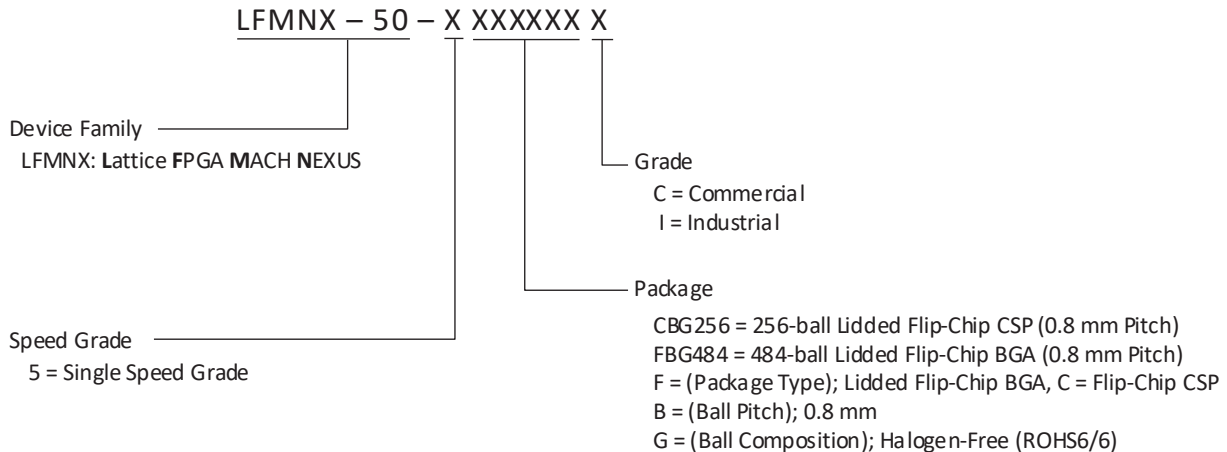 LFMNX – 50 – X XXXXXX X
Device Family
LFMNX: Lattice FPGA MACH NEXUS
Grade
C = Commercial
I = Industrial
Package
CBG256 = 256-ball Lidded Flip-Chip CSP (0.8 mm Pitch)
FBG484 = 484-ball Lidded Flip-Chip BGA (0.8 mm Pitch)
F = (Package Type); Lidded Flip-Chip BGA, C = Flip-Chip CSP
B = (Ball Pitch); 0.8 mm
G = (Ball Composition); Halogen-Free (ROHS6/6)
Speed Grade
5 = Single Speed Grade